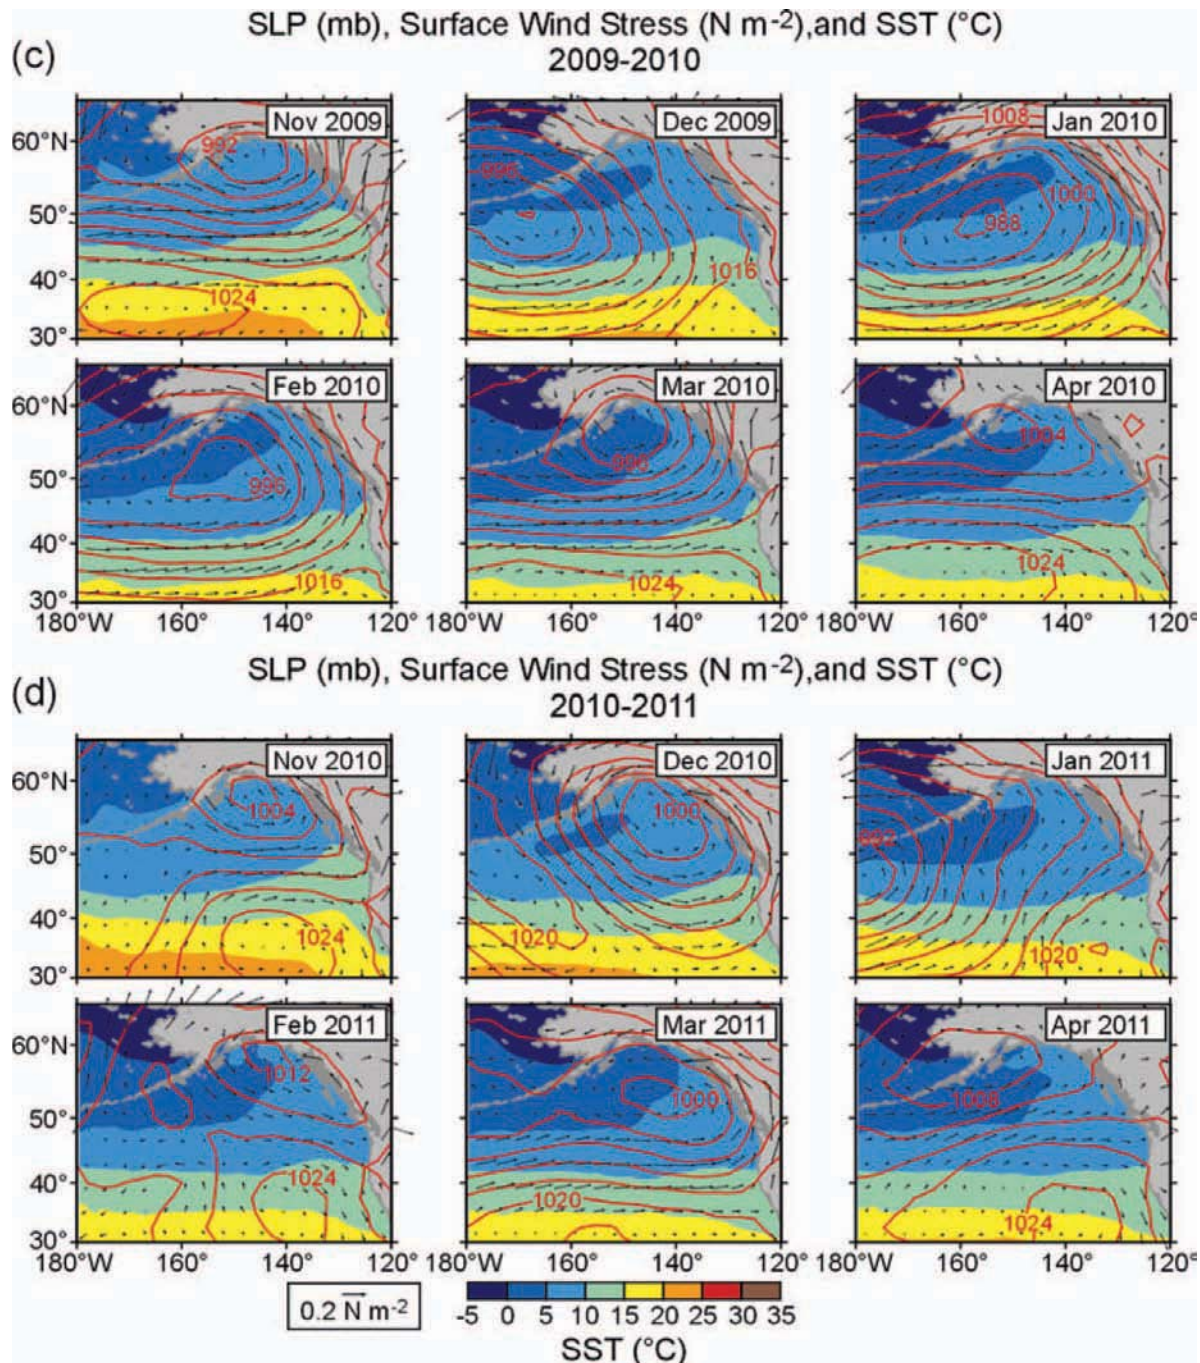 SLP (mb), Surface Wind Stress (N m-2),and SST (°C)
(c)
2009-2010
Nov 2009
Dec 2009
Jan 2010
60°N
50°
40°
30°
992
1024
996
1016
1008
1000
988
Feb 2010
Mar 2010
Apr 2010
60°N
50°
40°
30°
996
1016
996
1024
1004
1024
180°W 160° 140° 120° 180°W 160° 140° 120° 180°W 160° 140° 120°
SLP (mb), Surface Wind Stress (N m-2),and SST (°C)
(d)
2010-2011
Nov 2010
Dec 2010
Jan 2011
60°N
50°
40°
30°
1004
1024
1000
1020
992
1020
Feb 2011
Mar 2011
Apr 2011
60°N
50°
40°
30°
1012
1024
1000
1020
1008
1024
180°W 160° 140° 120° 180°W 160° 140° 120° 180°W 160° 140° 120°
0.2 N m-2
-5 0 5 10 15 20 25 30 35
SST (°C)